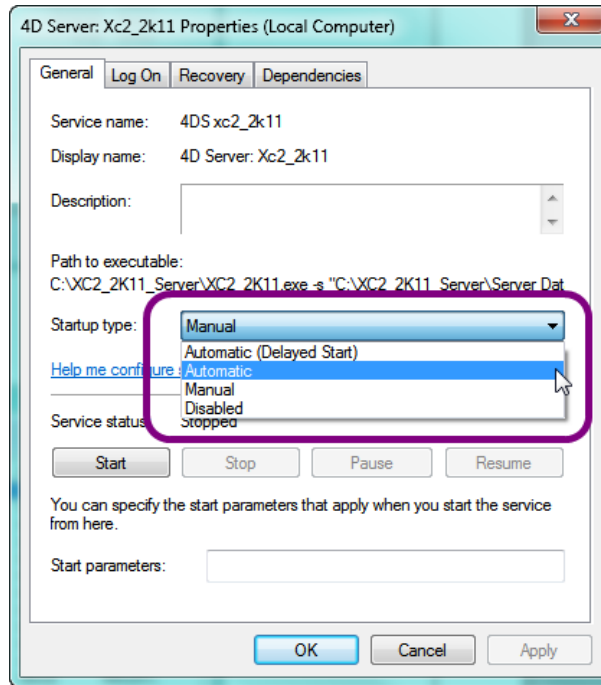 4D Server: Xc2_2k11 Properties (Local Computer)
General Log On Recovery Dependencies
Service name: 4DS xc2_2k11
Display name: 4D Server: Xc2_2k11
Description:
Path to executable:
C:\XC2_2K11_Server\XC2_2K11.exe -s "C:\XC2_2K11_Server\Server Dat
Startup type: Manual
Automatic (Delayed Start)
Help me configure s Automatic
Manual
Disabled
Service status: Stopped
Start Stop Pause Resume
You can specify the start parameters that apply when you start the service
from here.
Start parameters:
OK Cancel Apply